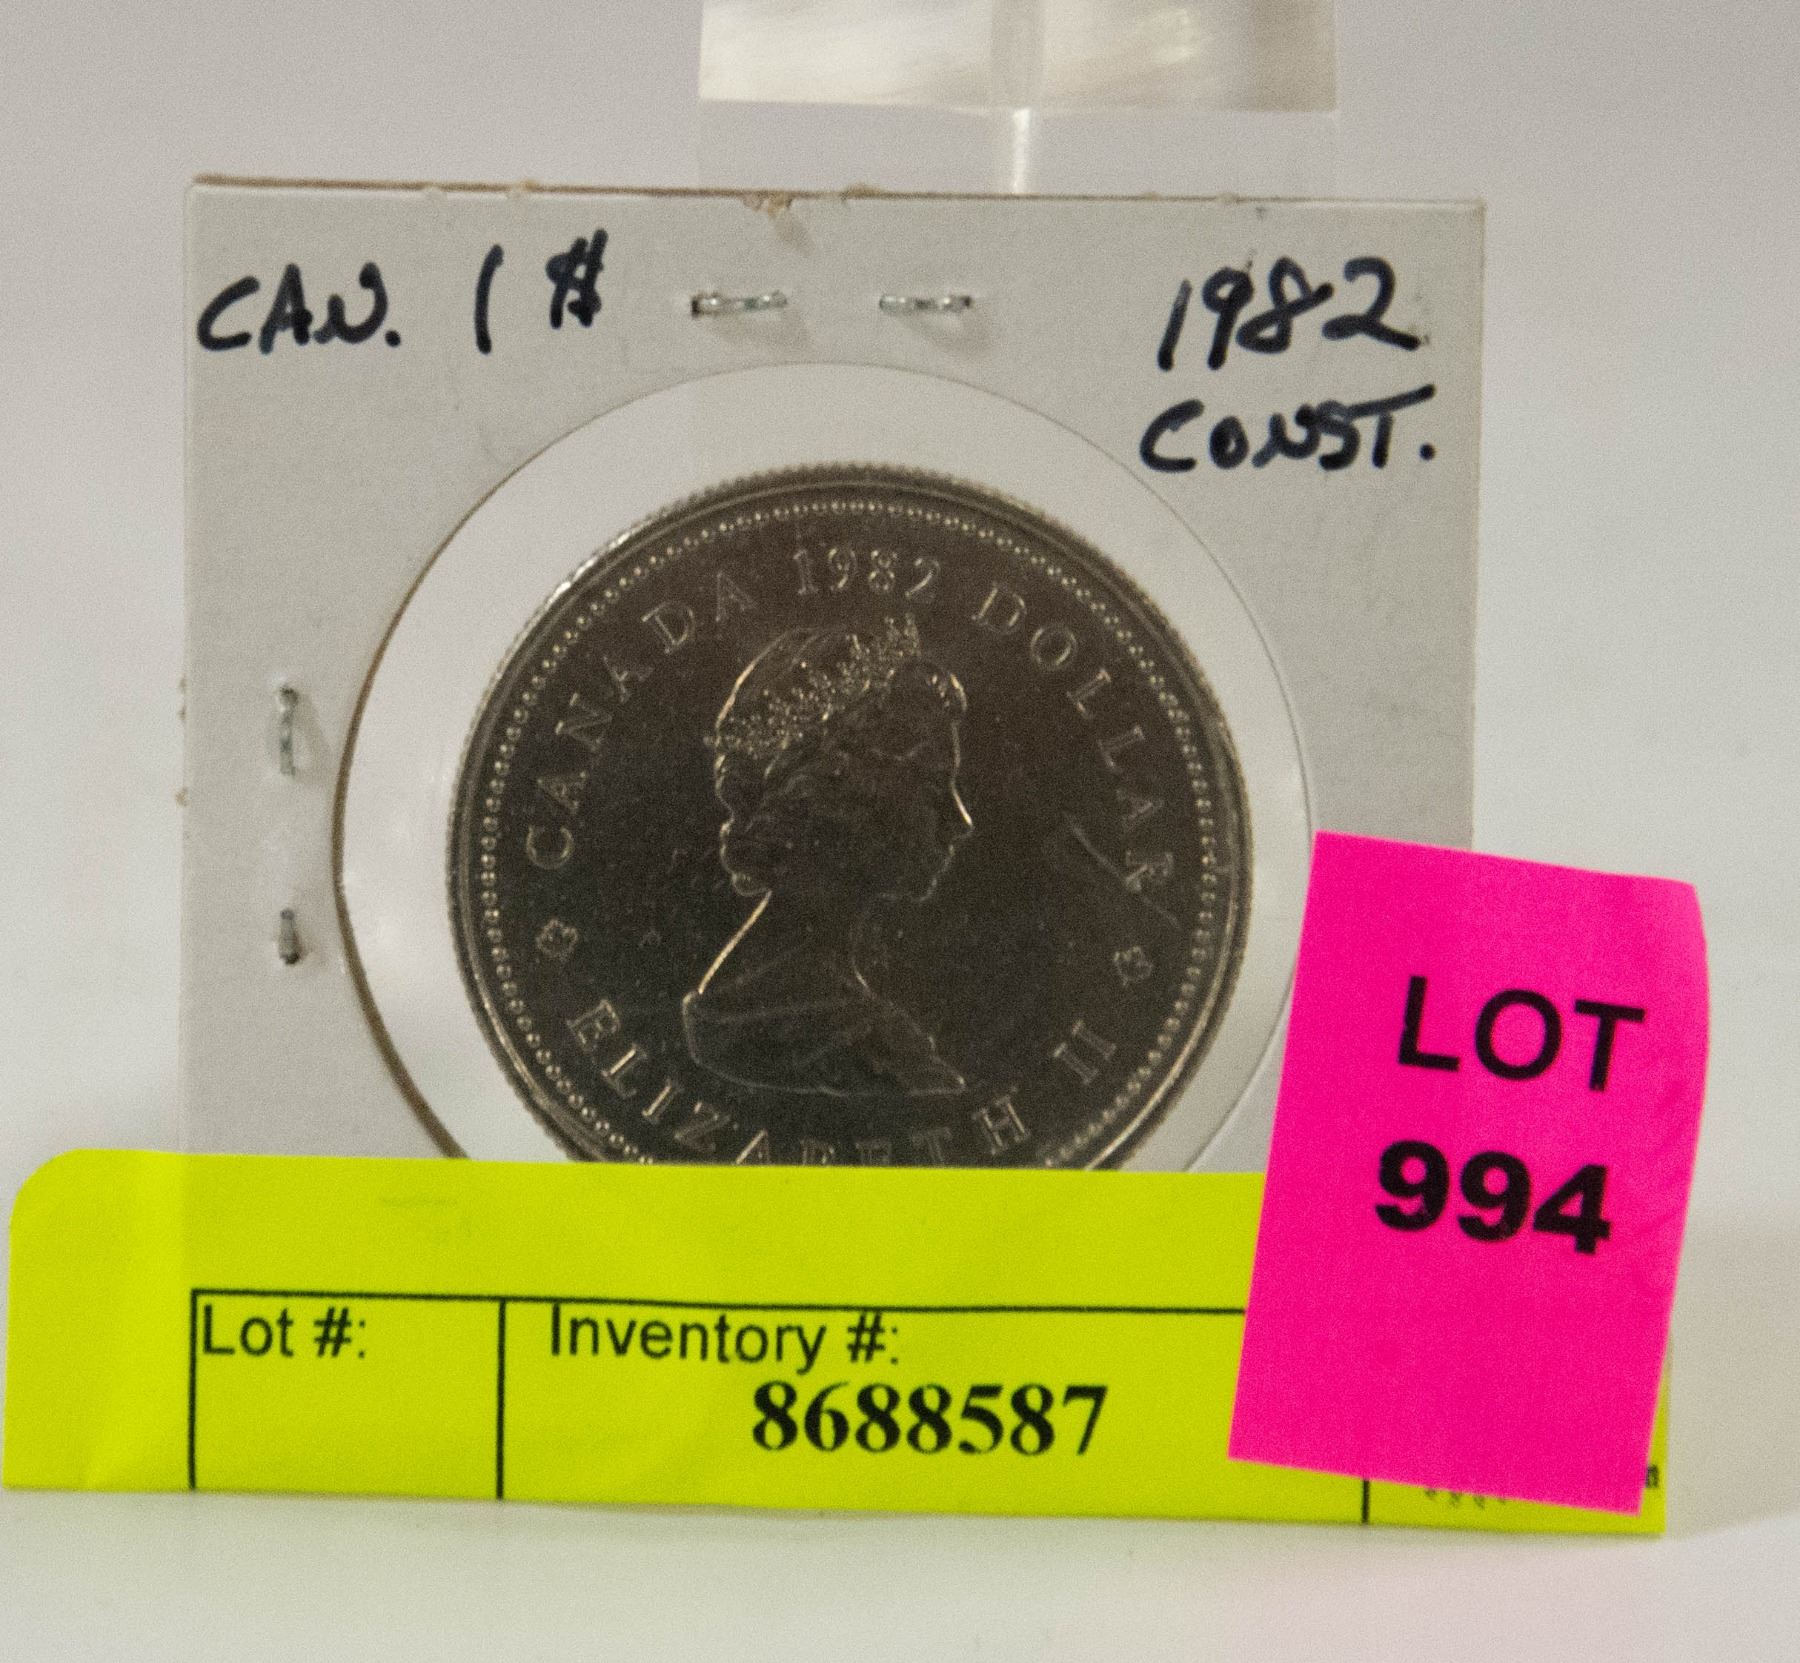 CAN. 1 $
1982
CONST.
CANADA 1982 DOLLAR
ELIZABETH II
LOT
994
Lot #:
Inventory #:
8688587